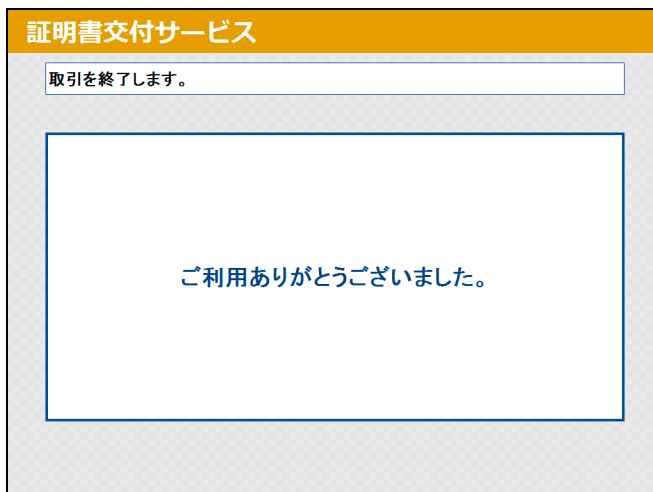 証明書交付サービス
取引を終了します。
ご利用ありがとうございました。